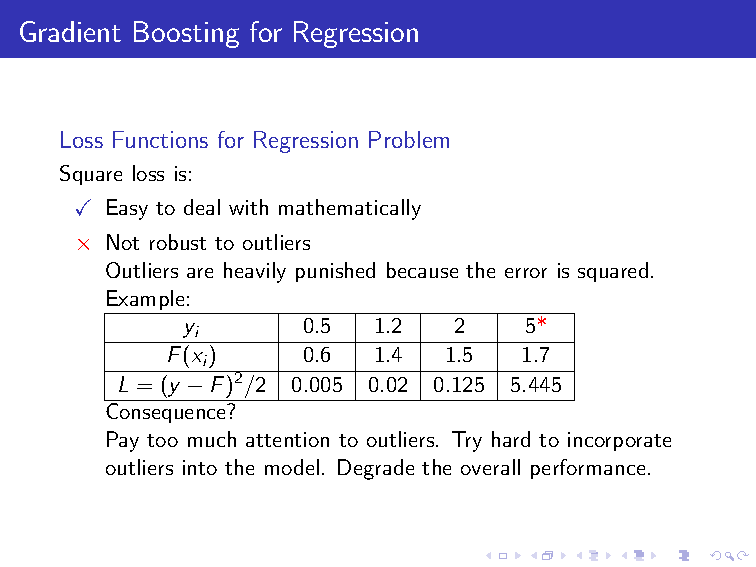 Gradient Boosting for Regression
Loss Functions for Regression Problem
Square loss is:
✓ Easy to deal with mathematically
× Not robust to outliers
Outliers are heavily punished because the error is squared.
Example:
yᵢ 0.5 1.2 2 5*
F(xᵢ) 0.6 1.4 1.5 1.7
L = (y − F)²/2 0.005 0.02 0.125 5.445
Consequence?
Pay too much attention to outliers. Try hard to incorporate
outliers into the model. Degrade the overall performance.